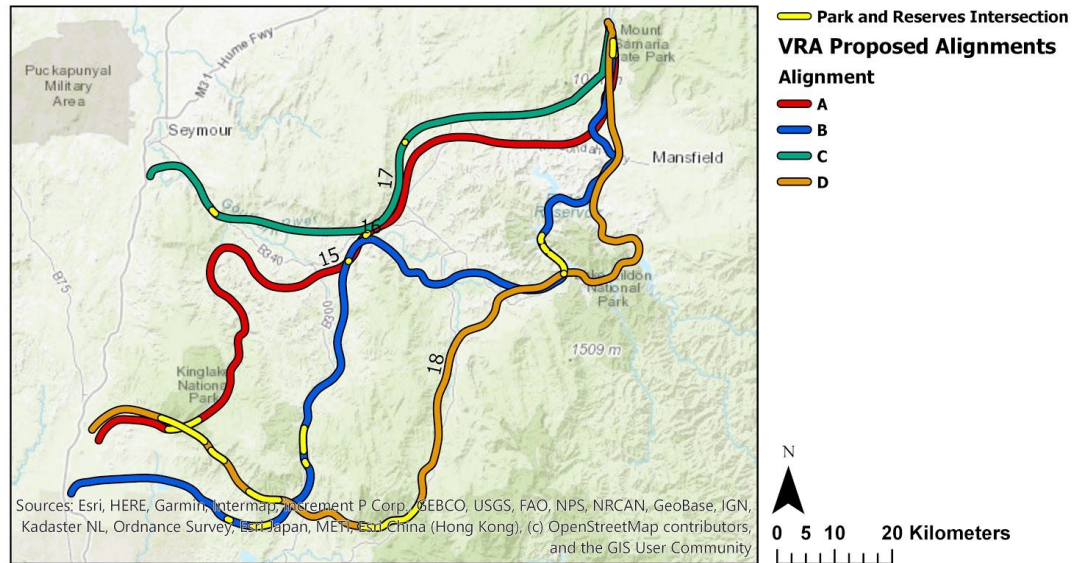 Park and Reserves Intersection
VRA Proposed Alignments
Alignment
A
B
C
D
Mount
Samaria
State Park
Puckapunyal
Military
Area
M31 - Hume Fwy
Seymour
Mansfield
17
16
15
B340
B75
B300
National
Park
1509 m
18
Kinglake
National
Park
Sources: Esri, HERE, Garmin, Intermap, increment P Corp., GEBCO, USGS, FAO, NPS, NRCAN, GeoBase, IGN,
Kadaster NL, Ordnance Survey, Esri Japan, METI, Esri China (Hong Kong), (c) OpenStreetMap contributors,
and the GIS User Community
N
0 5 10 20 Kilometers